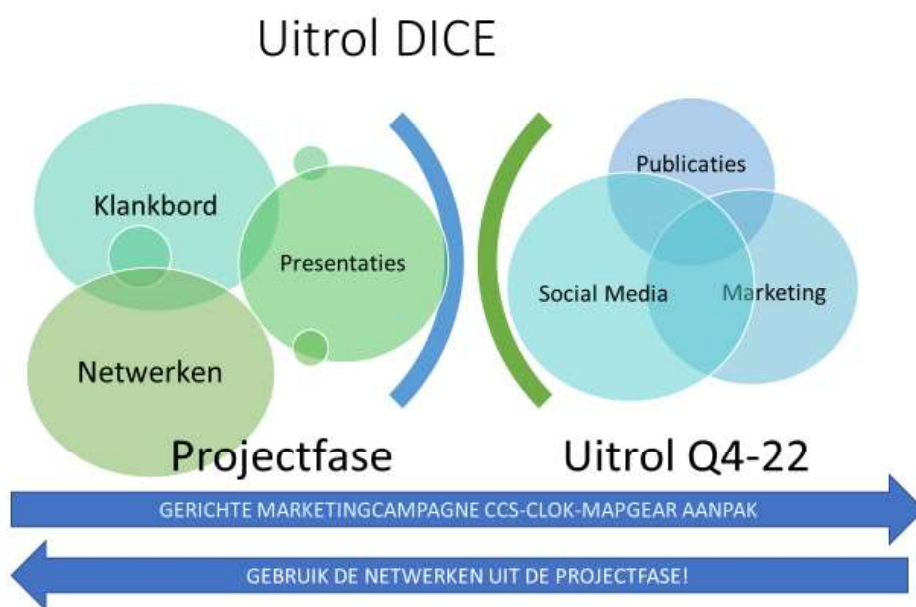 Uitrol DICE
Klankbord
Presentaties
Netwerken
Publicaties
Social Media
Marketing
Projectfase
Uitrol Q4-22
GERICHTE MARKETINGCAMPAGNE CCS-CLOK-MAPGEAR AANPAK
GEBRUIK DE NETWERKEN UIT DE PROJECTFASE!